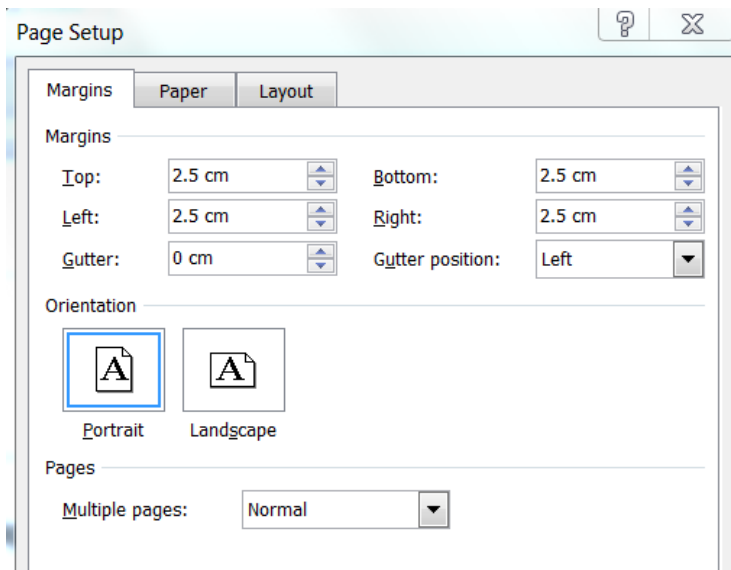 Page Setup
Margins Paper Layout
Margins
Top: 2.5 cm Bottom: 2.5 cm
Left: 2.5 cm Right: 2.5 cm
Gutter: 0 cm Gutter position: Left
Orientation
A A
Portrait Landscape
Pages
Multiple pages: Normal